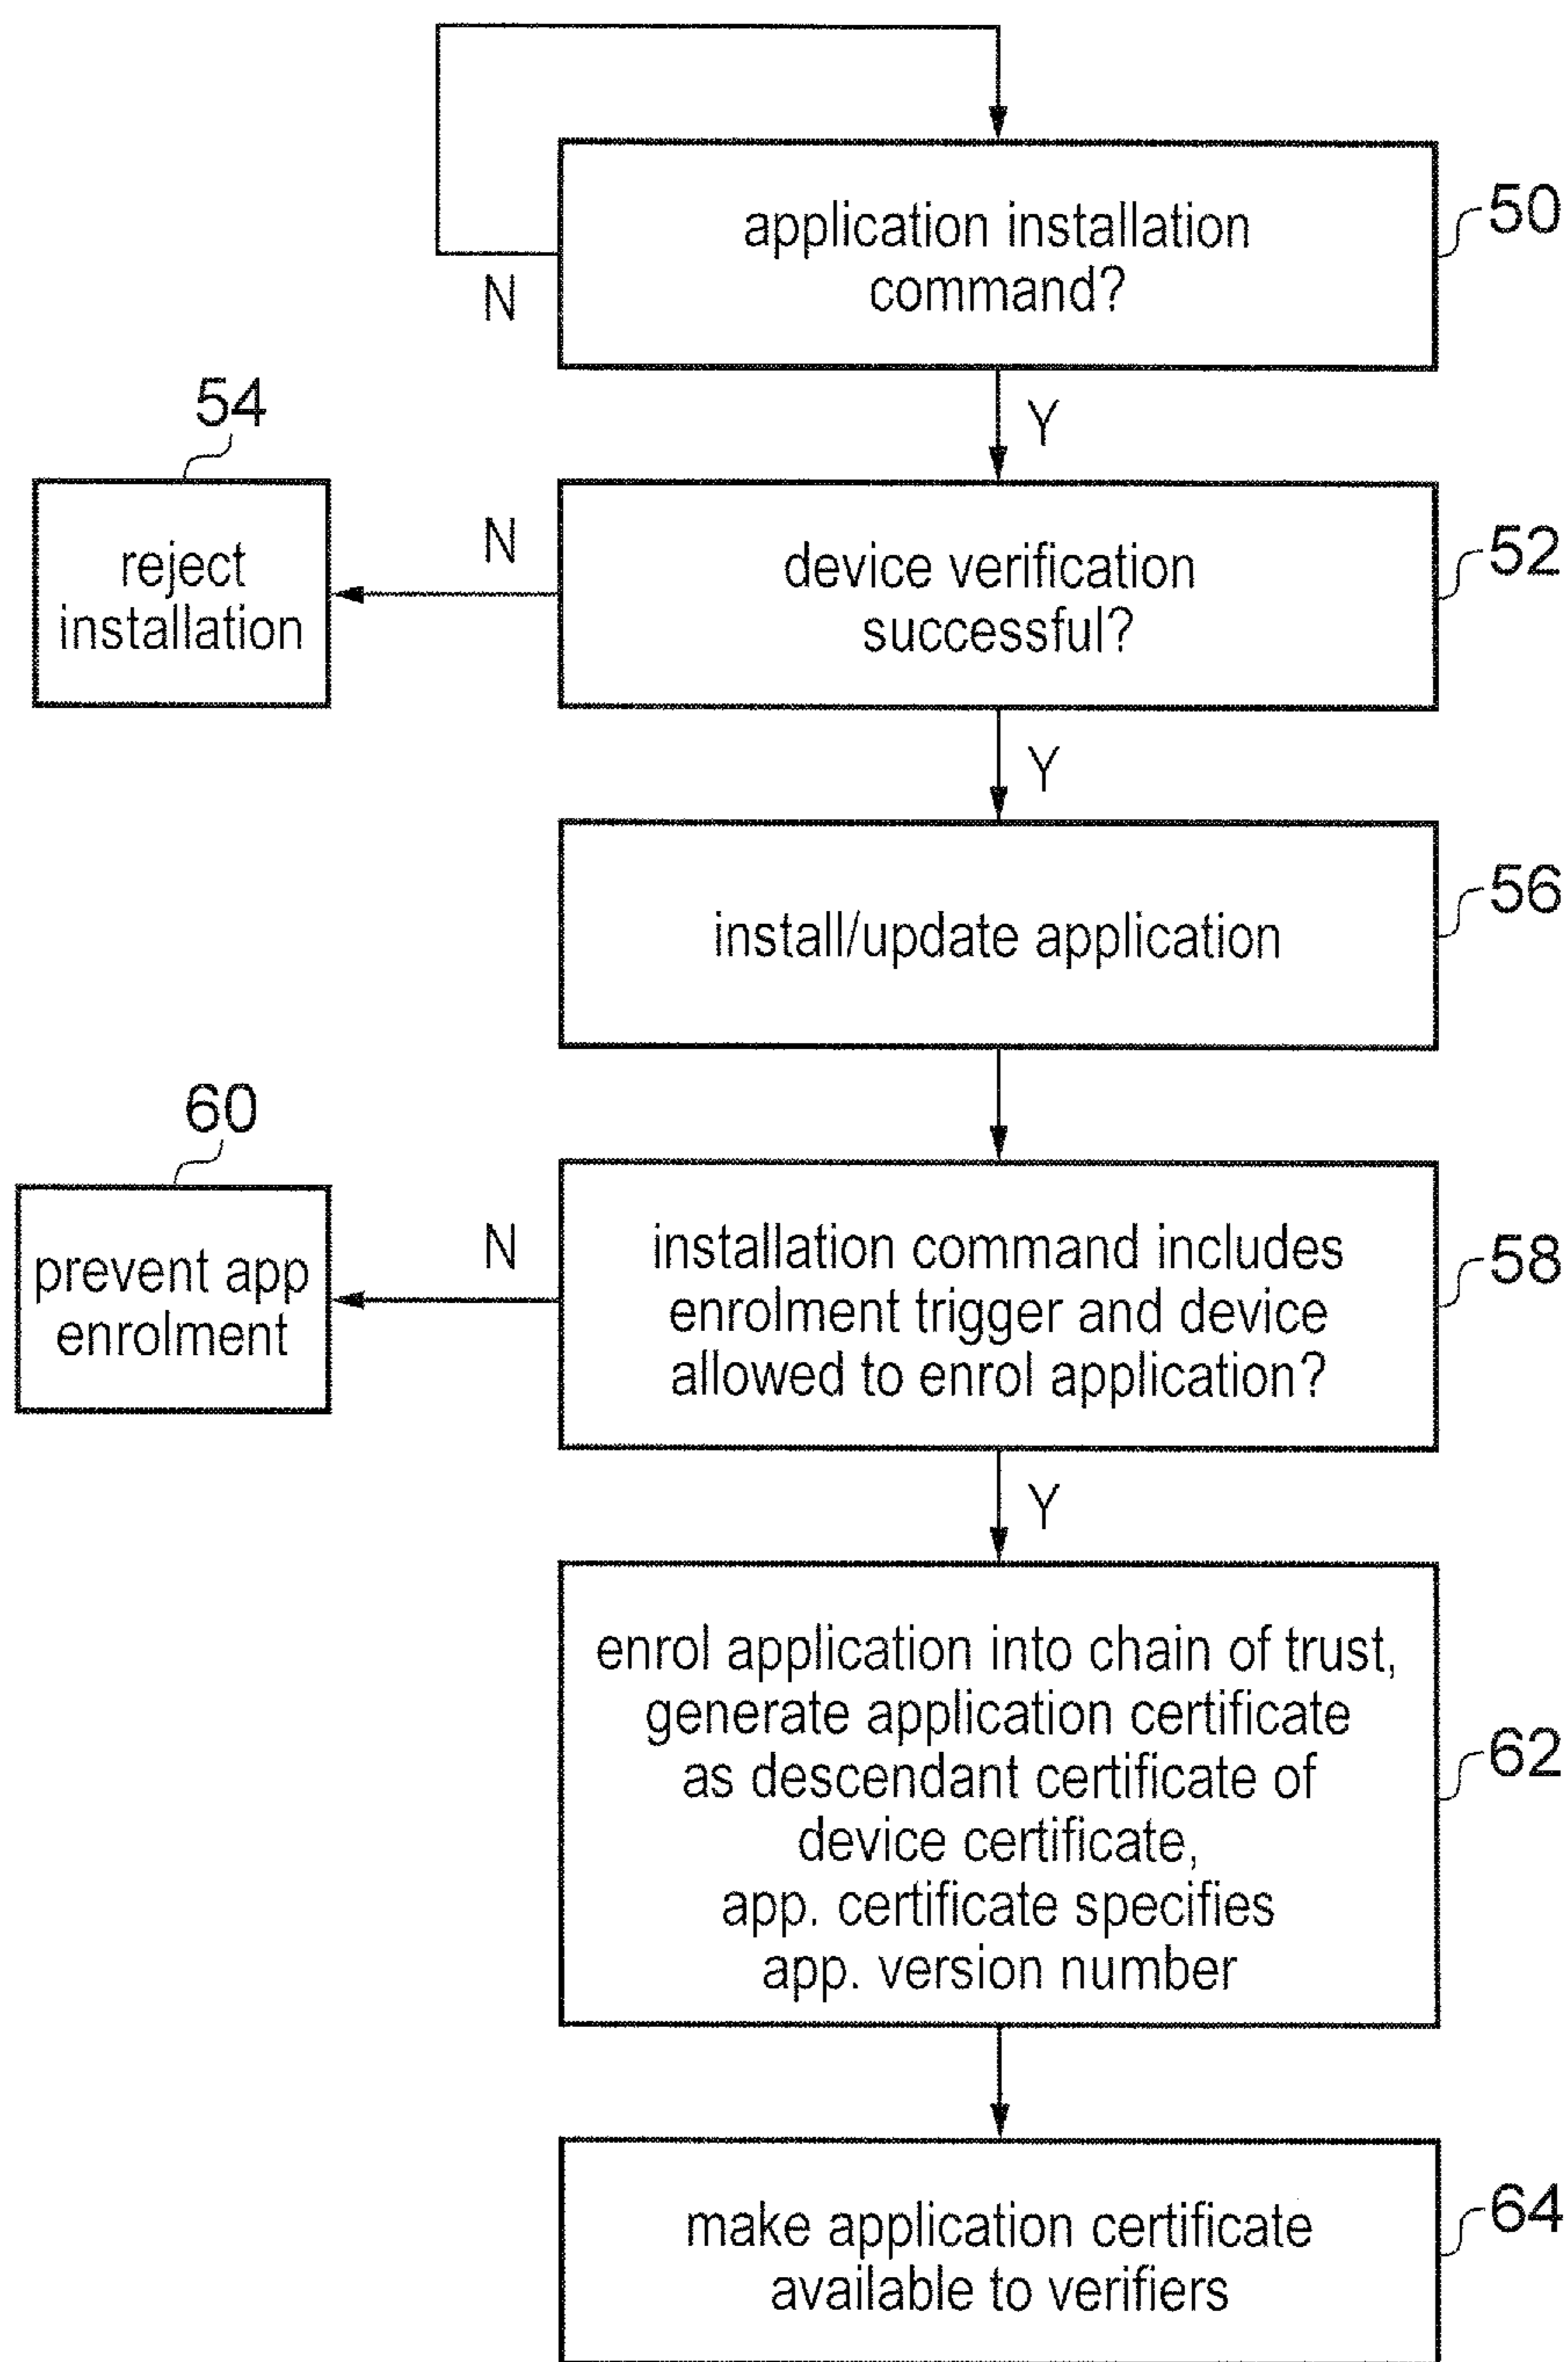 application installation
command?
50
N
Y
54
reject
installation
N
device verification
successful?
52
Y
install/update application
56
60
prevent app
enrolment
N
installation command includes
enrolment trigger and device
allowed to enrol application?
58
Y
enrol application into chain of trust,
generate application certificate
as descendant certificate of
device certificate,
app. certificate specifies
app. version number
62
make application certificate
available to verifiers
64